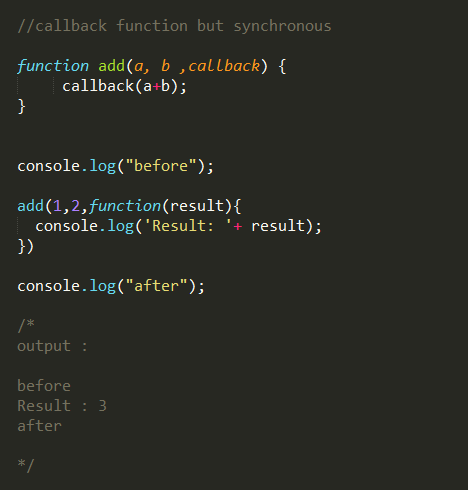 //callback function but synchronous
function add(a, b ,callback) {
callback(a+b);
}
console.log("before");
add(1,2,function(result){
console.log('Result: '+ result);
})
console.log("after");
/*
output :
before
Result : 3
after
*/